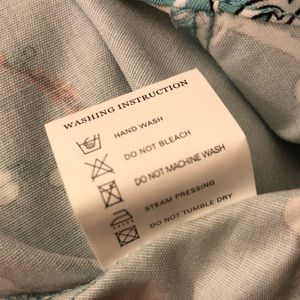 WASHING INSTRUCTION
HAND WASH
DO NOT BLEACH
DO NOT MACHINE WASH
STEAM PRESSING
DO NOT TUMBLE DRY